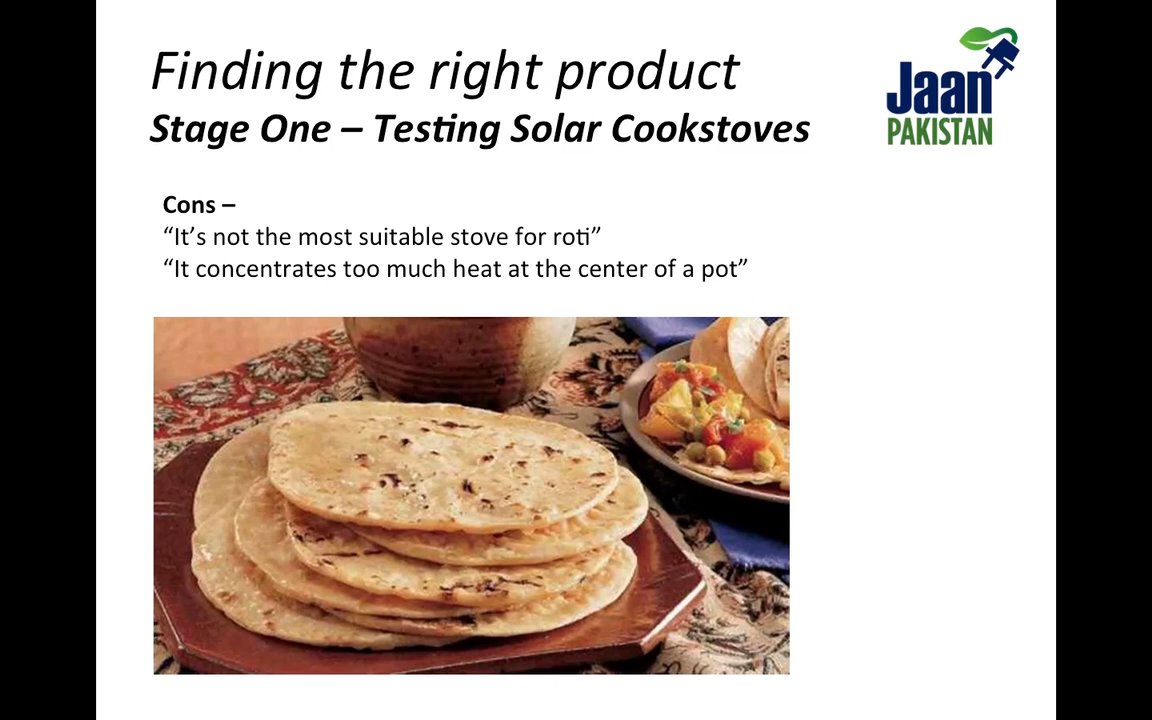 Finding the right product
Stage One – Testing Solar Cookstoves
Jaan
PAKISTAN
Cons –
“It’s not the most suitable stove for roti”
“It concentrates too much heat at the center of a pot”